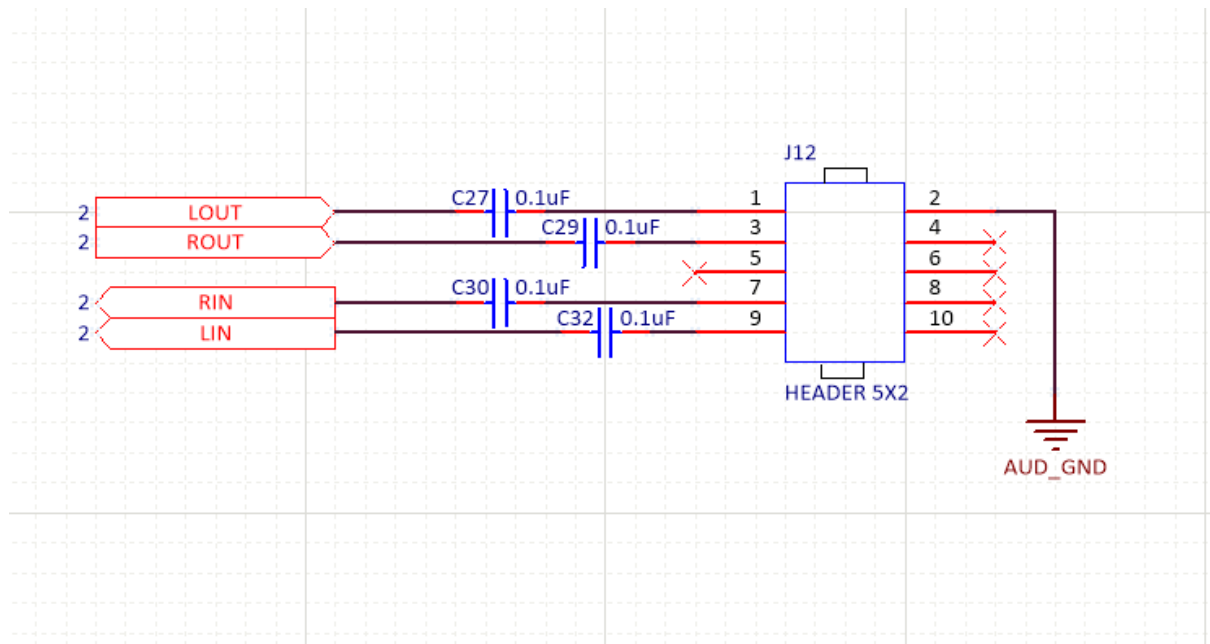 J12
C27 0.1uF 1 2
2 LOUT
C29 0.1uF 3 4
2 ROUT
5 6
C30 0.1uF 7 8
2 RIN
C32 0.1uF 9 10
2 LIN
HEADER 5X2
AUD_GND